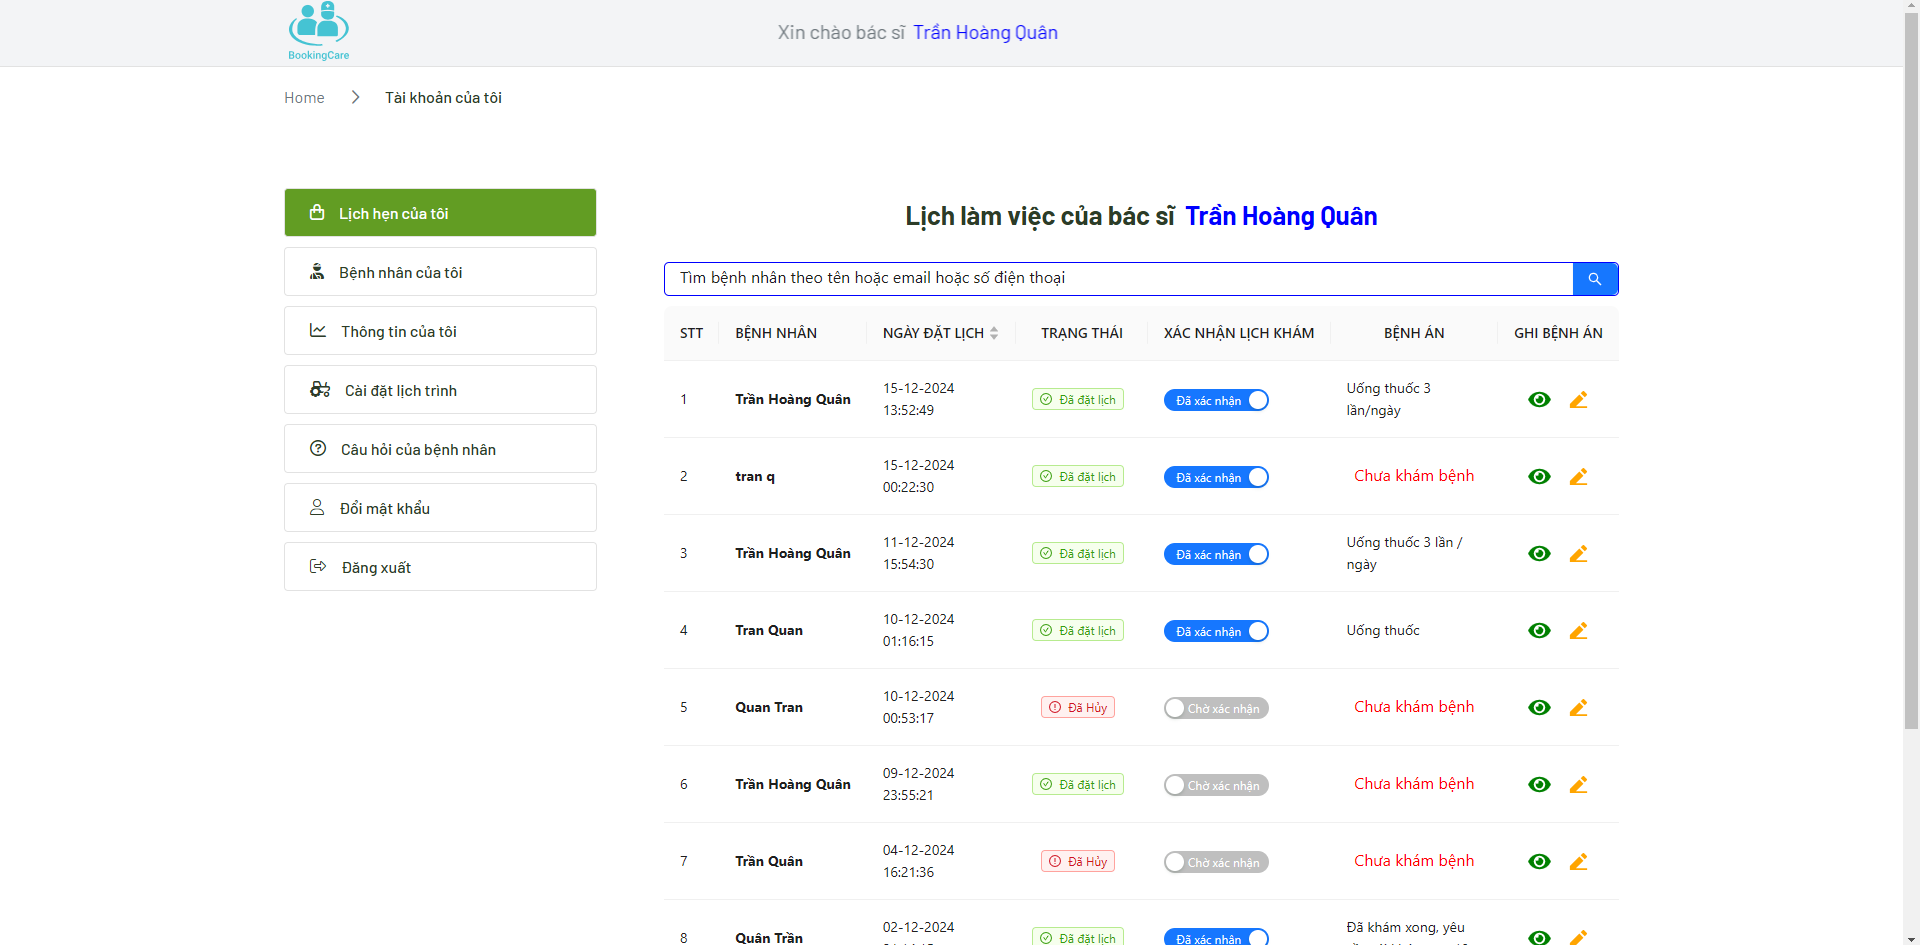 BookingCare
Xin chào bác sĩ Trần Hoàng Quân
Home > Tài khoản của tôi
Lịch hẹn của tôi
Bệnh nhân của tôi
Thông tin của tôi
Cài đặt lịch trình
Câu hỏi của bệnh nhân
Đổi mật khẩu
Đăng xuất
Lịch làm việc của bác sĩ Trần Hoàng Quân
Tìm bệnh nhân theo tên hoặc email hoặc số điện thoại
STT BỆNH NHÂN NGÀY ĐẶT LỊCH TRẠNG THÁI XÁC NHẬN LỊCH KHÁM BỆNH ÁN GHI BỆNH ÁN
1 Trần Hoàng Quân 15-12-2024 Đã đặt lịch Đã xác nhận Uống thuốc 3
13:52:49 lần/ngày
2 tran q 15-12-2024 Đã đặt lịch Đã xác nhận Chưa khám bệnh
00:22:30
3 Trần Hoàng Quân 11-12-2024 Đã đặt lịch Đã xác nhận Uống thuốc 3 lần /
15:54:30 ngày
4 Tran Quan 10-12-2024 Đã đặt lịch Đã xác nhận Uống thuốc
01:16:15
5 Quan Tran 10-12-2024 Đã Hủy Chờ xác nhận Chưa khám bệnh
00:53:17
6 Trần Hoàng Quân 09-12-2024 Đã đặt lịch Chờ xác nhận Chưa khám bệnh
23:55:21
7 Trần Quân 04-12-2024 Đã Hủy Chờ xác nhận Chưa khám bệnh
16:21:36
8 Quân Trần 02-12-2024 Đã đặt lịch Đã xác nhận Đã khám xong, yêu